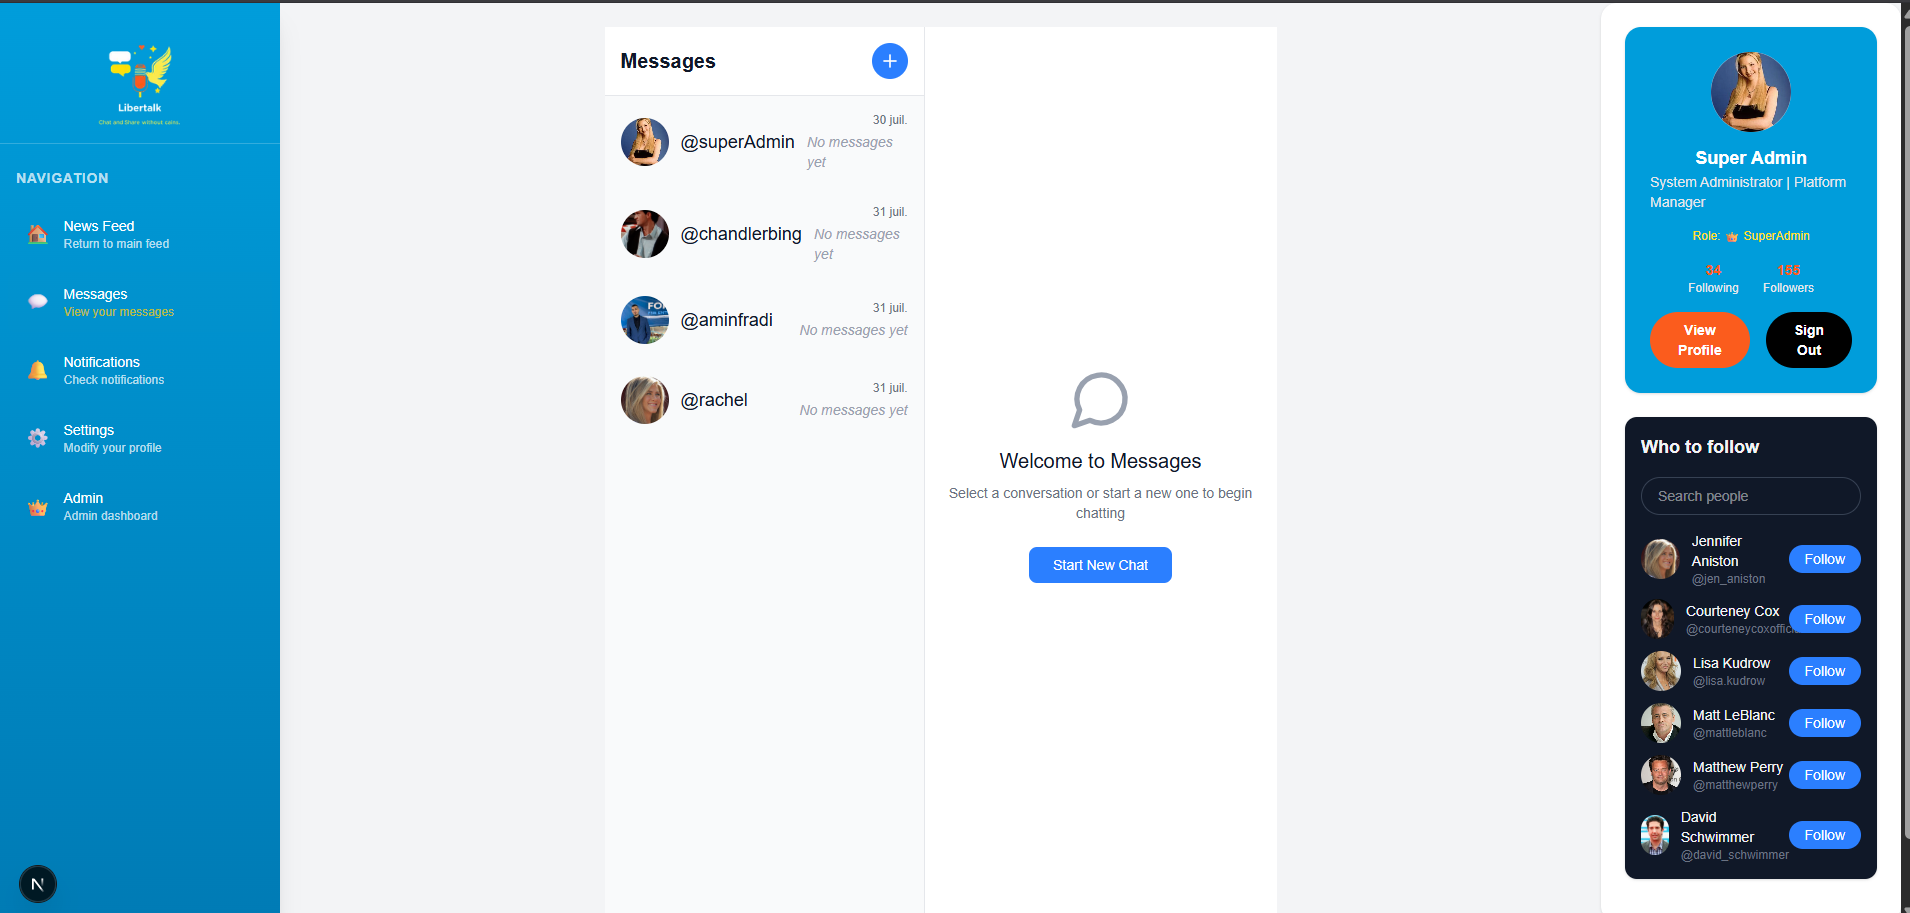 Libertalk
Chat and Share without cains.
NAVIGATION
News Feed
Return to main feed
Messages
View your messages
Notifications
Check notifications
Settings
Modify your profile
Admin
Admin dashboard
N
Messages
30 juil.
@superAdmin
No messages
yet
31 juil.
@chandlerbing
No messages
yet
31 juil.
@aminfradi
No messages yet
31 juil.
@rachel
No messages yet
Welcome to Messages
Select a conversation or start a new one to begin
chatting
Start New Chat
Super Admin
System Administrator | Platform
Manager
Role: 👑 SuperAdmin
34
Following
155
Followers
View
Profile
Sign
Out
Who to follow
Search people
Jennifer
Aniston
@jen_aniston
Follow
Courteney Cox
@courteneycoxoffici
Follow
Lisa Kudrow
@lisa.kudrow
Follow
Matt LeBlanc
@mattleblanc
Follow
Matthew Perry
@matthewperry
Follow
David
Schwimmer
@david_schwimmer
Follow